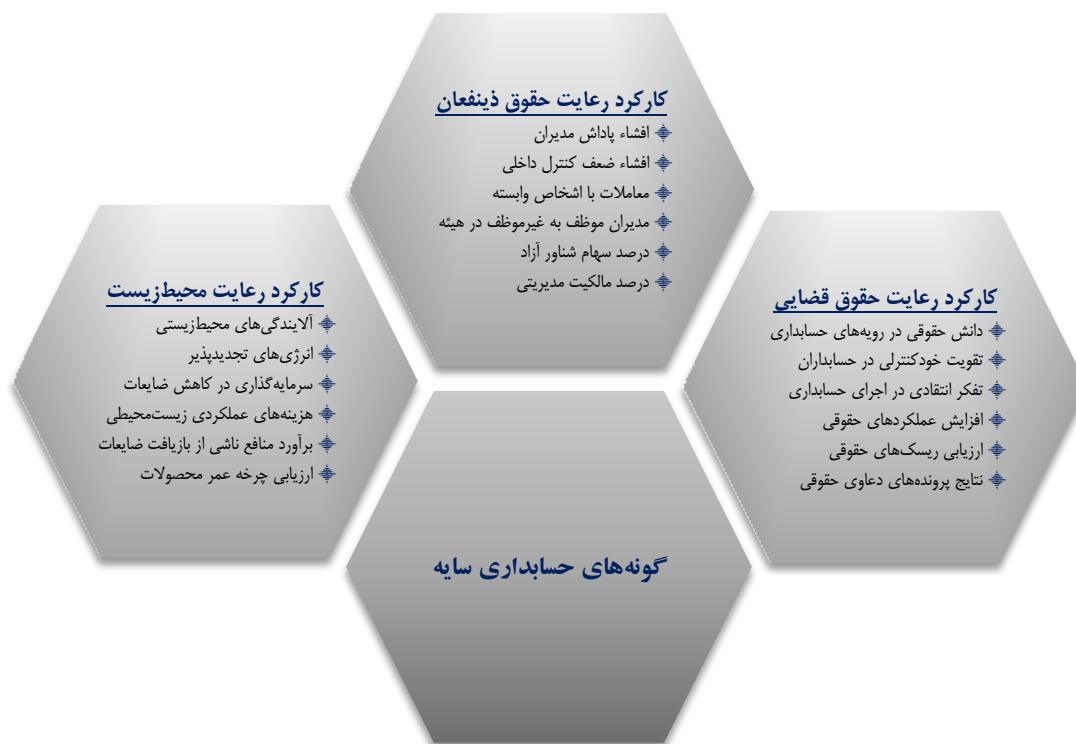 کارکرد رعایت حقوق ذینفعان
افشاء پاداش مدیران
افشاء ضعف کنترل داخلی
معاملات با اشخاص وابسته
مدیران موظف به غیرموظف در هیئه
درصد سهام شناور آزاد
درصد مالکیت مدیریتی
کارکرد رعایت حقوق قضایی
دانش حقوقی در رویه‌های حسابداری
تقویت خودکنترلی در حسابداران
تفکر انتقادی در اجرای حسابداری
افزایش عملکردهای حقوقی
ارزیابی ریسک‌های حقوقی
نتایج پرونده‌های دعاوی حقوقی
کارکرد رعایت محیط‌زیست
آلایندگی‌های محیط‌زیستی
انرژی‌های تجدیدپذیر
سرمایه‌گذاری در کاهش ضایعات
هزینه‌های عملکردی زیست‌محیطی
برآورد منافع ناشی از بازیافت ضایعات
ارزیابی چرخه عمر محصولات
گونه‌های حسابداری سایه